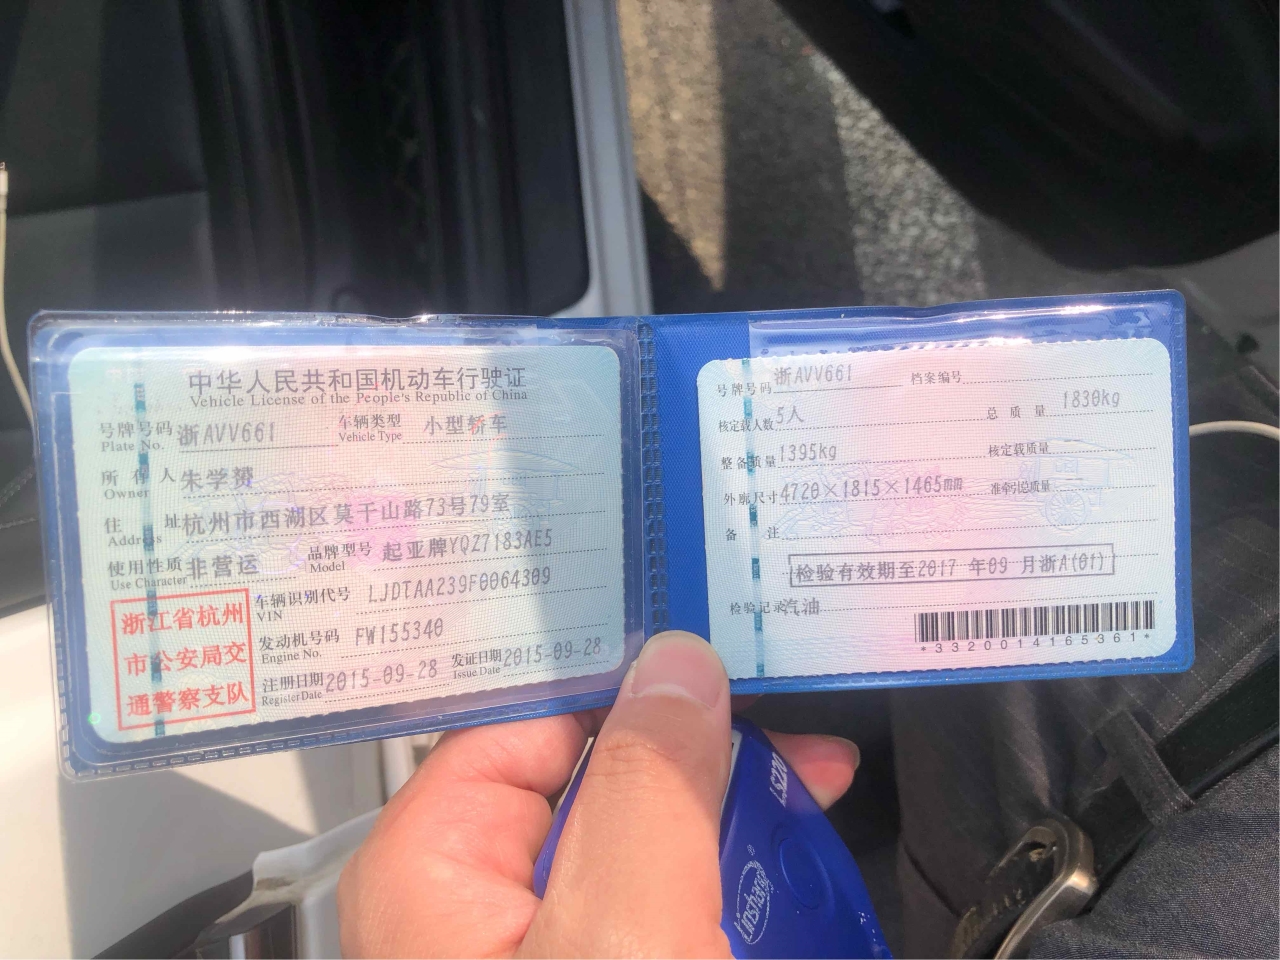 中华人民共和国机动车行驶证
Vehicle License of the People's Republic of China
号牌号码 浙AVV661 车辆类型 小型轿车
Plate No. Vehicle Type
所有人 朱学赟
Owner
住址 杭州市西湖区莫干山路73号79室
Address
使用性质 非营运 品牌型号 起亚牌YQZ7183AE5
Use Character Model
浙江省杭州
市公安局交
通警察支队
车辆识别代号 LJDTAA239F0064309
VIN
发动机号码 FW155340
Engine No.
注册日期 2015-09-28 发证日期 2015-09-28
Register Date Issue Date
号牌号码 浙AVV661 档案编号
核定载人数 5人 总质量 1830kg
整备质量 1395kg 核定载质量
外廓尺寸 4720×1815×1465mm 准牵引总质量
备注
检验有效期至2017年09月浙A(01)
检验记录 汽油
*3320014165361*
LS220
Linshang